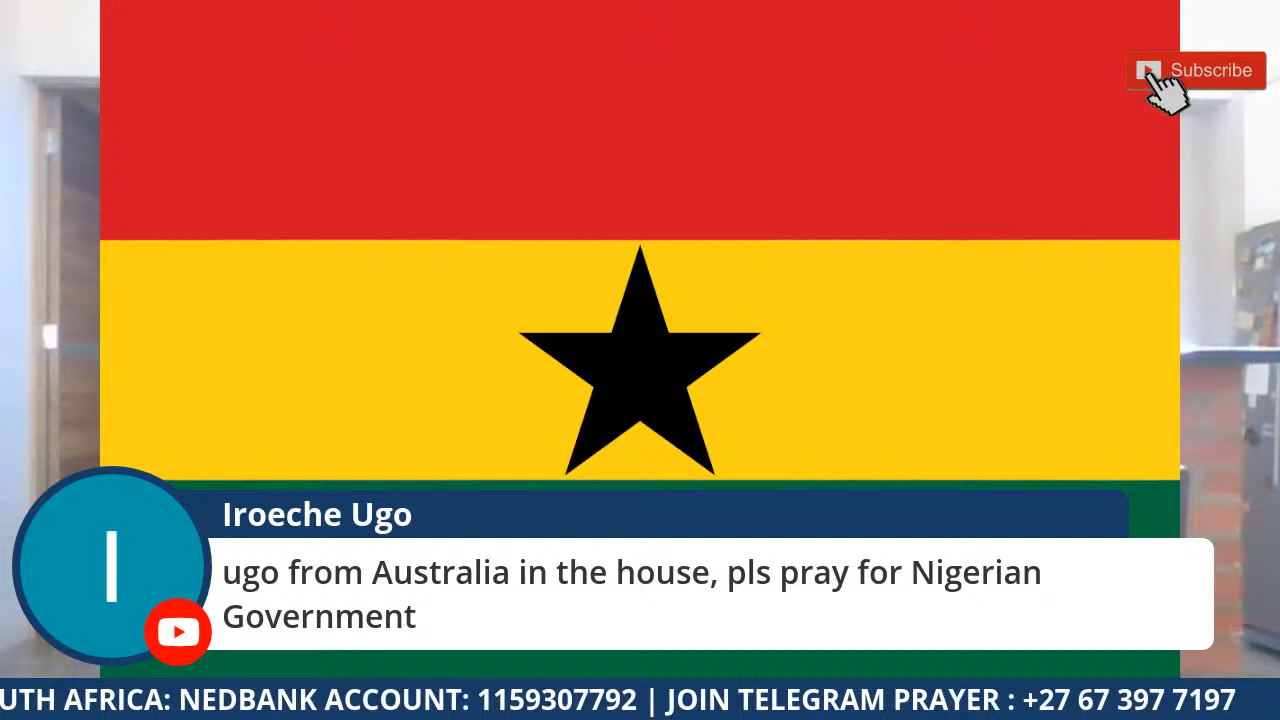 Subscribe
I
Iroeche Ugo
ugo from Australia in the house, pls pray for Nigerian
Government
UTH AFRICA: NEDBANK ACCOUNT: 1159307792 | JOIN TELEGRAM PRAYER : +27 67 397 7197